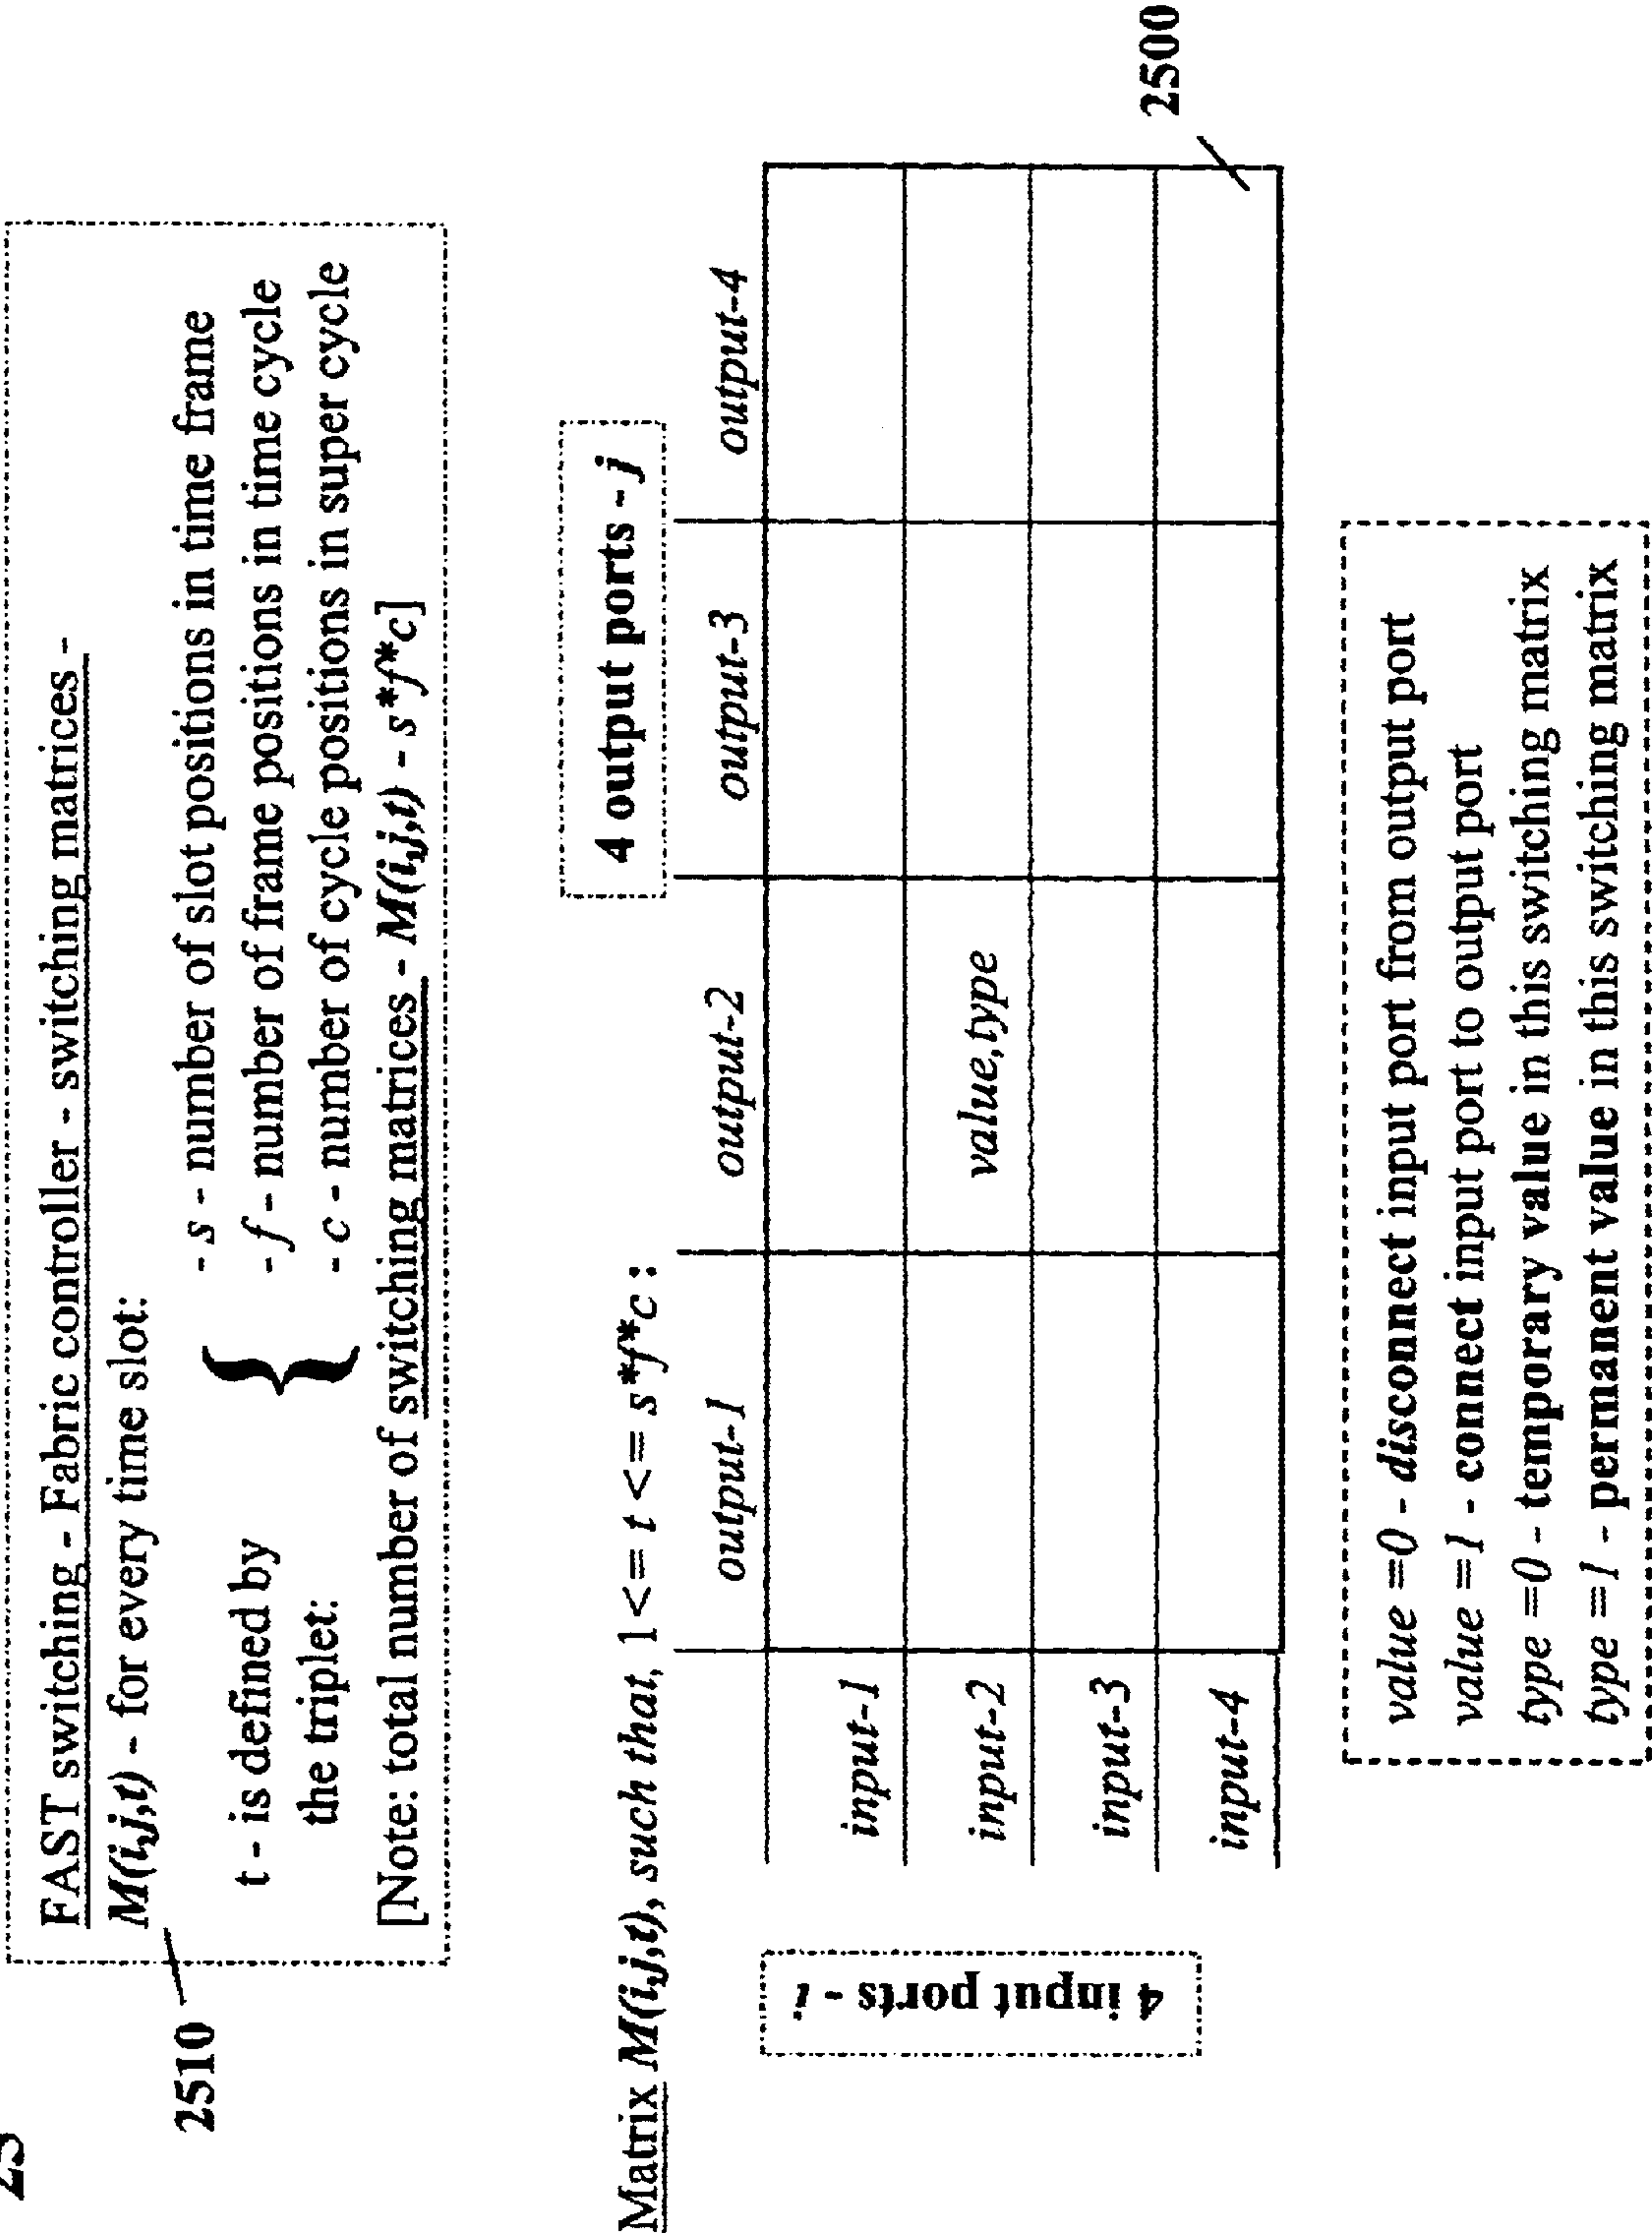 25
2510
FAST switching - Fabric controller - switching matrices -
M(i,j,t) - for every time slot:
t - is defined by
the triplet:
{
- s - number of slot positions in time frame
- f - number of frame positions in time cycle
- c - number of cycle positions in super cycle
[Note: total number of switching matrices - M(i,j,t) - s*f*c]
Matrix M(i,j,t), such that, 1 <= t <= s*f*c :
4 output ports - j
output-1 output-2 output-3 output-4
4 input ports - i
input-1
input-2 value,type
input-3
input-4
2500
value =0 - disconnect input port from output port
value =1 - connect input port to output port
type =0 - temporary value in this switching matrix
type =1 - permanent value in this switching matrix